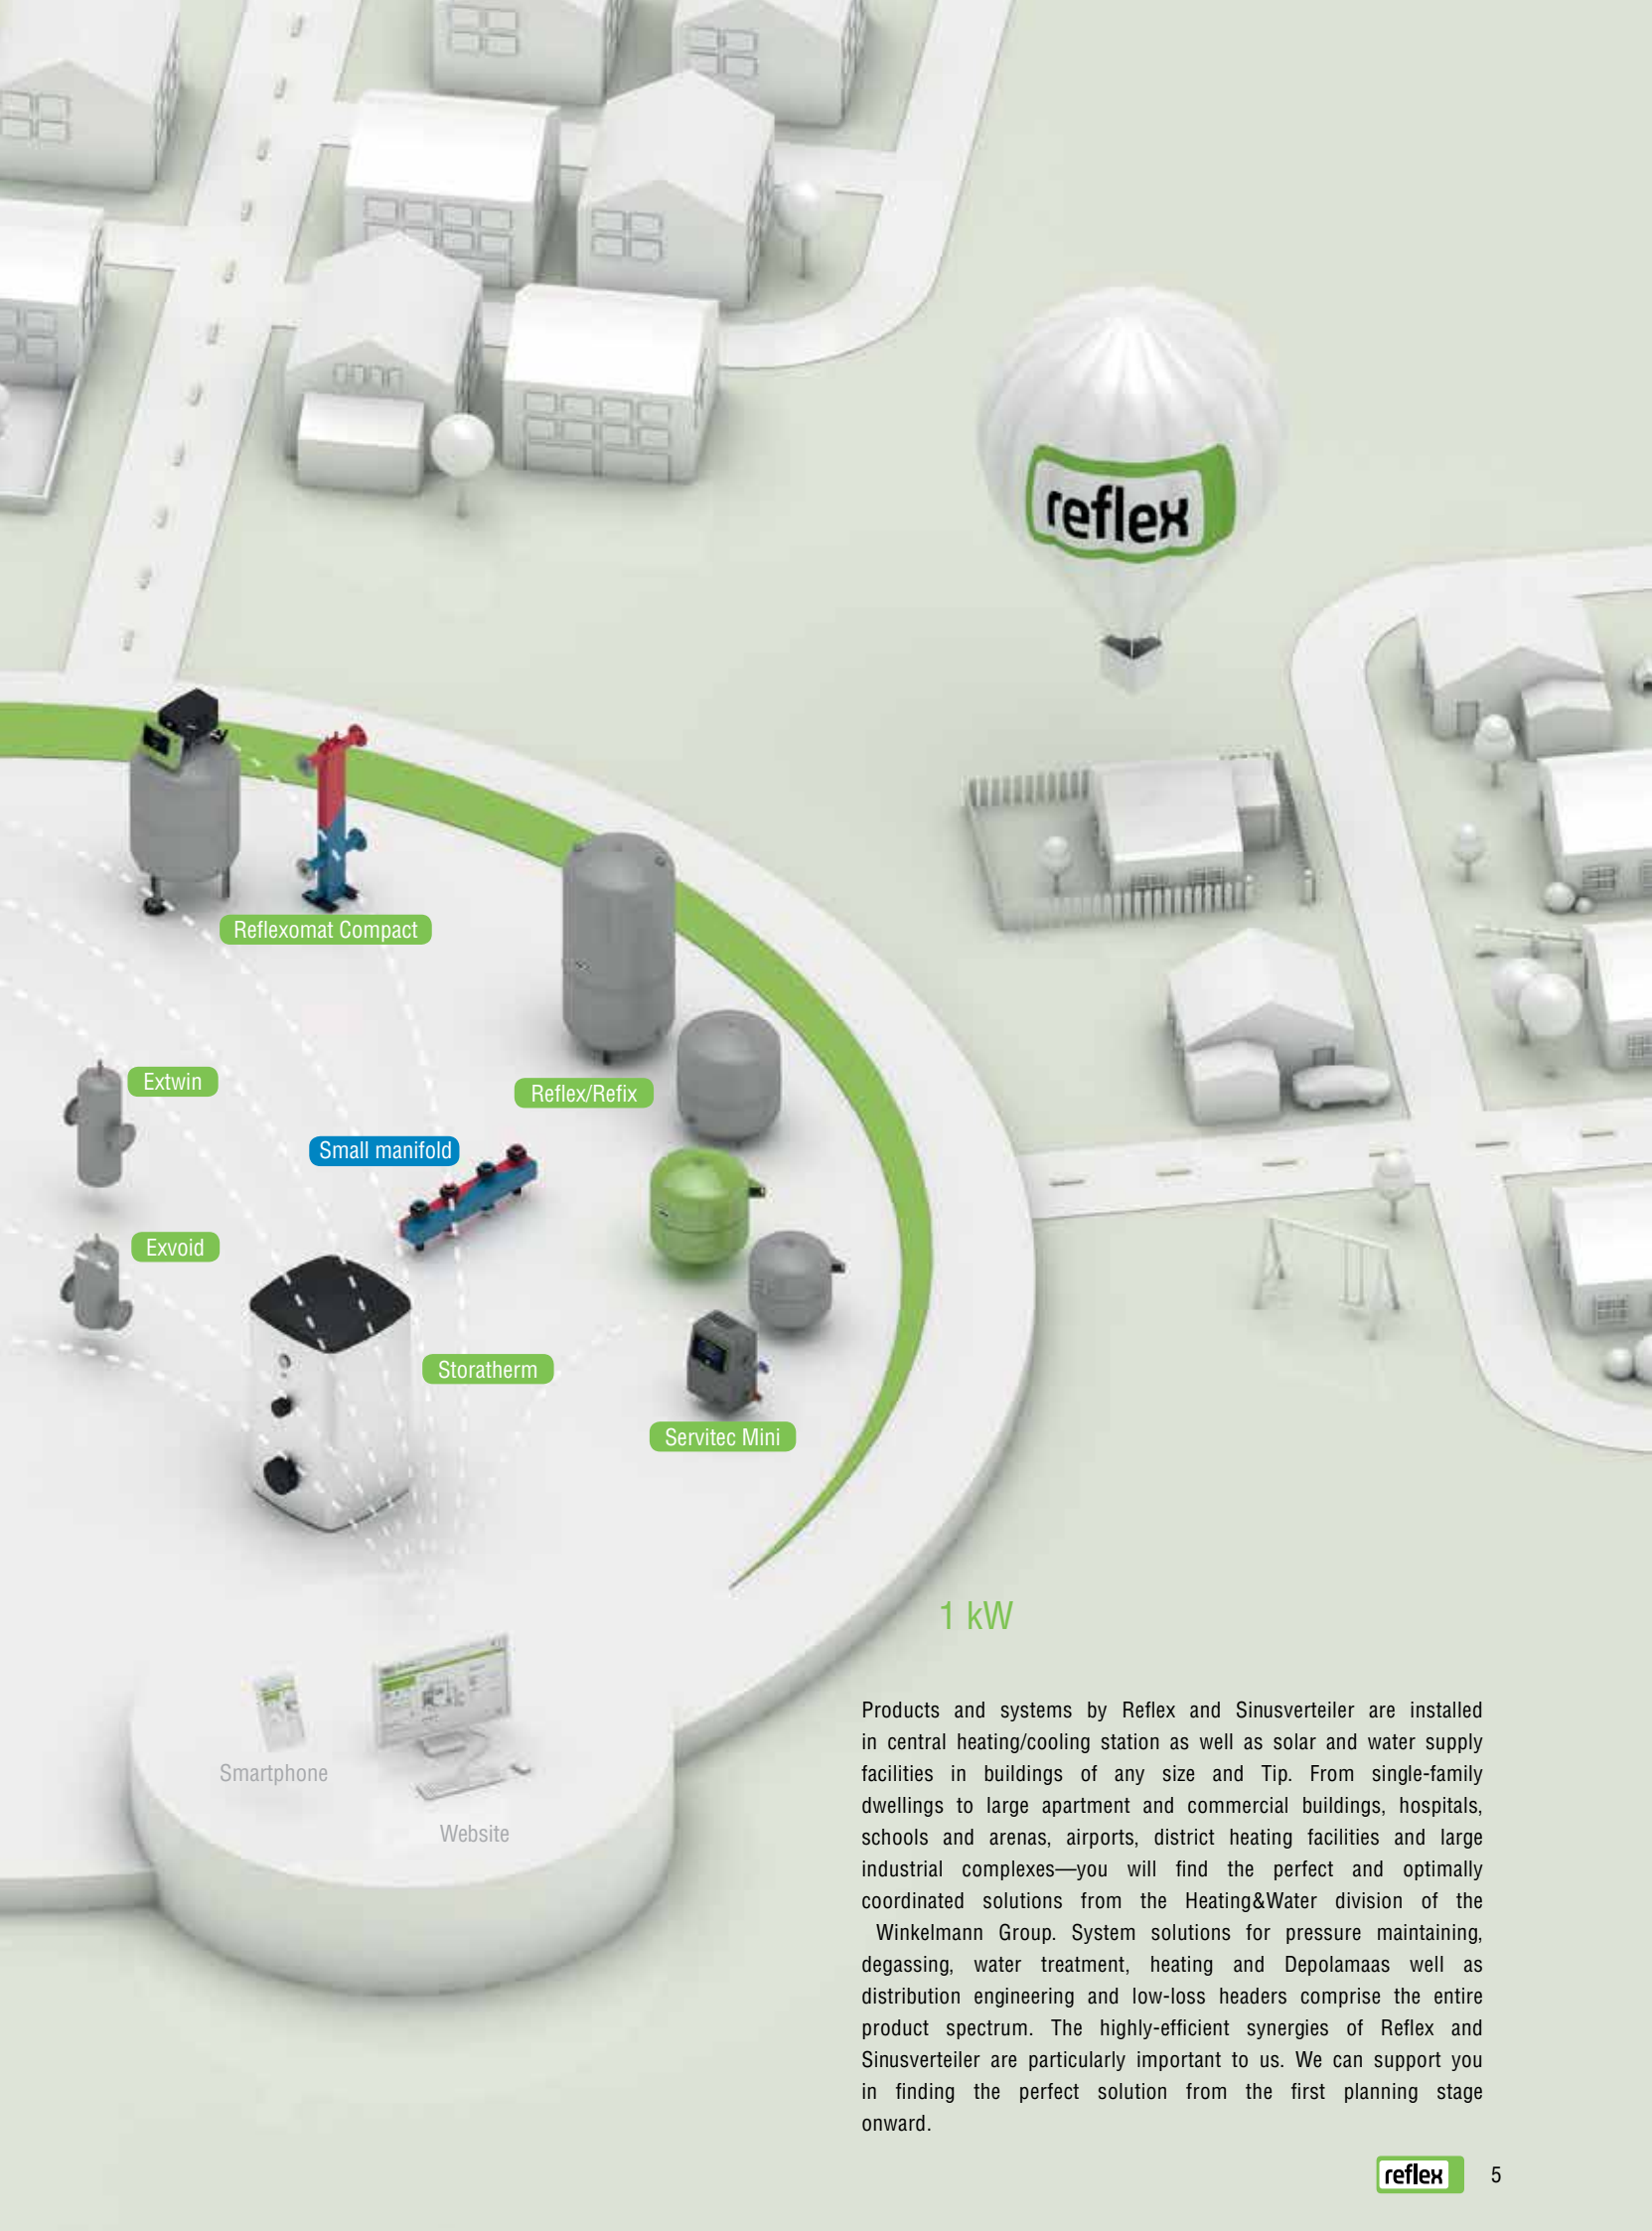 reflex
Reflexomat Compact
Extwin
Reflex/Refix
Small manifold
Exvoid
Storatherm
Servitec Mini
1 kW
Smartphone
Website
Products and systems by Reflex and Sinusverteiler are installed
in central heating/cooling station as well as solar and water supply
facilities in buildings of any size and Tip. From single-family
dwellings to large apartment and commercial buildings, hospitals,
schools and arenas, airports, district heating facilities and large
industrial complexes—you will find the perfect and optimally
coordinated solutions from the Heating&Water division of the
Winkelmann Group. System solutions for pressure maintaining,
degassing, water treatment, heating and Depolamaas well as
distribution engineering and low-loss headers comprise the entire
product spectrum. The highly-efficient synergies of Reflex and
Sinusverteiler are particularly important to us. We can support you
in finding the perfect solution from the first planning stage
onward.
reflex 5